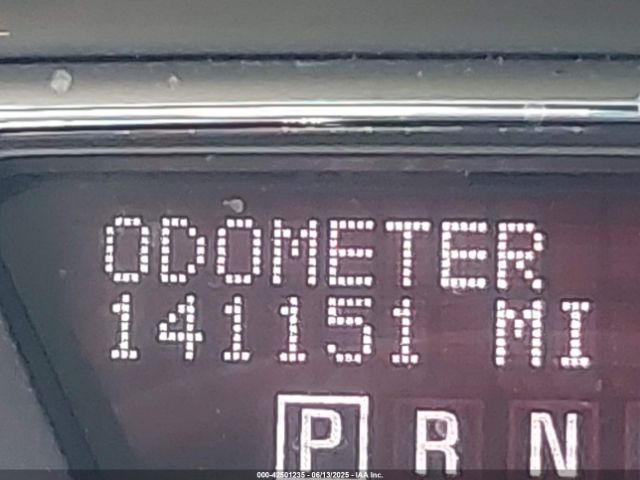 ODOMETER
141151 MI
P R N
000-42501235 - 06/13/2025 - IAA Inc.